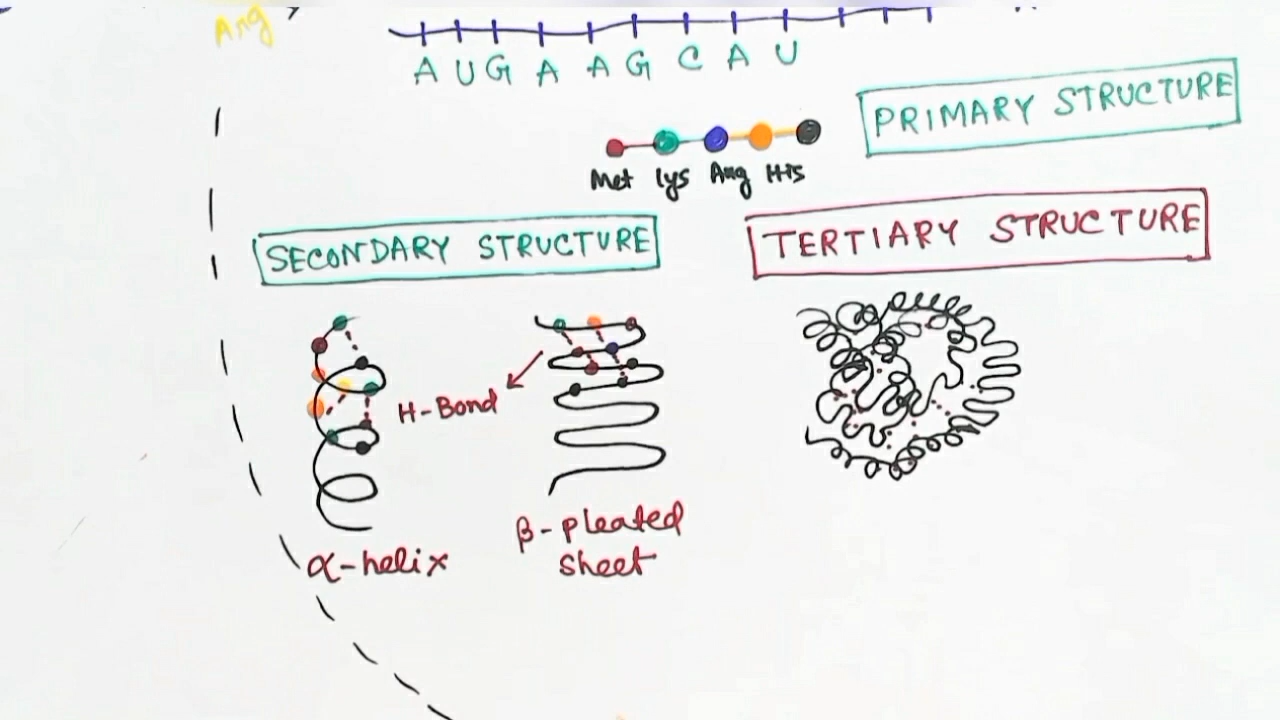 Arg
A U G A A G C A U
PRIMARY STRUCTURE
Met Lys Arg His
SECONDARY STRUCTURE
TERTIARY STRUCTURE
H-Bond
α-helix
β-pleated
sheet